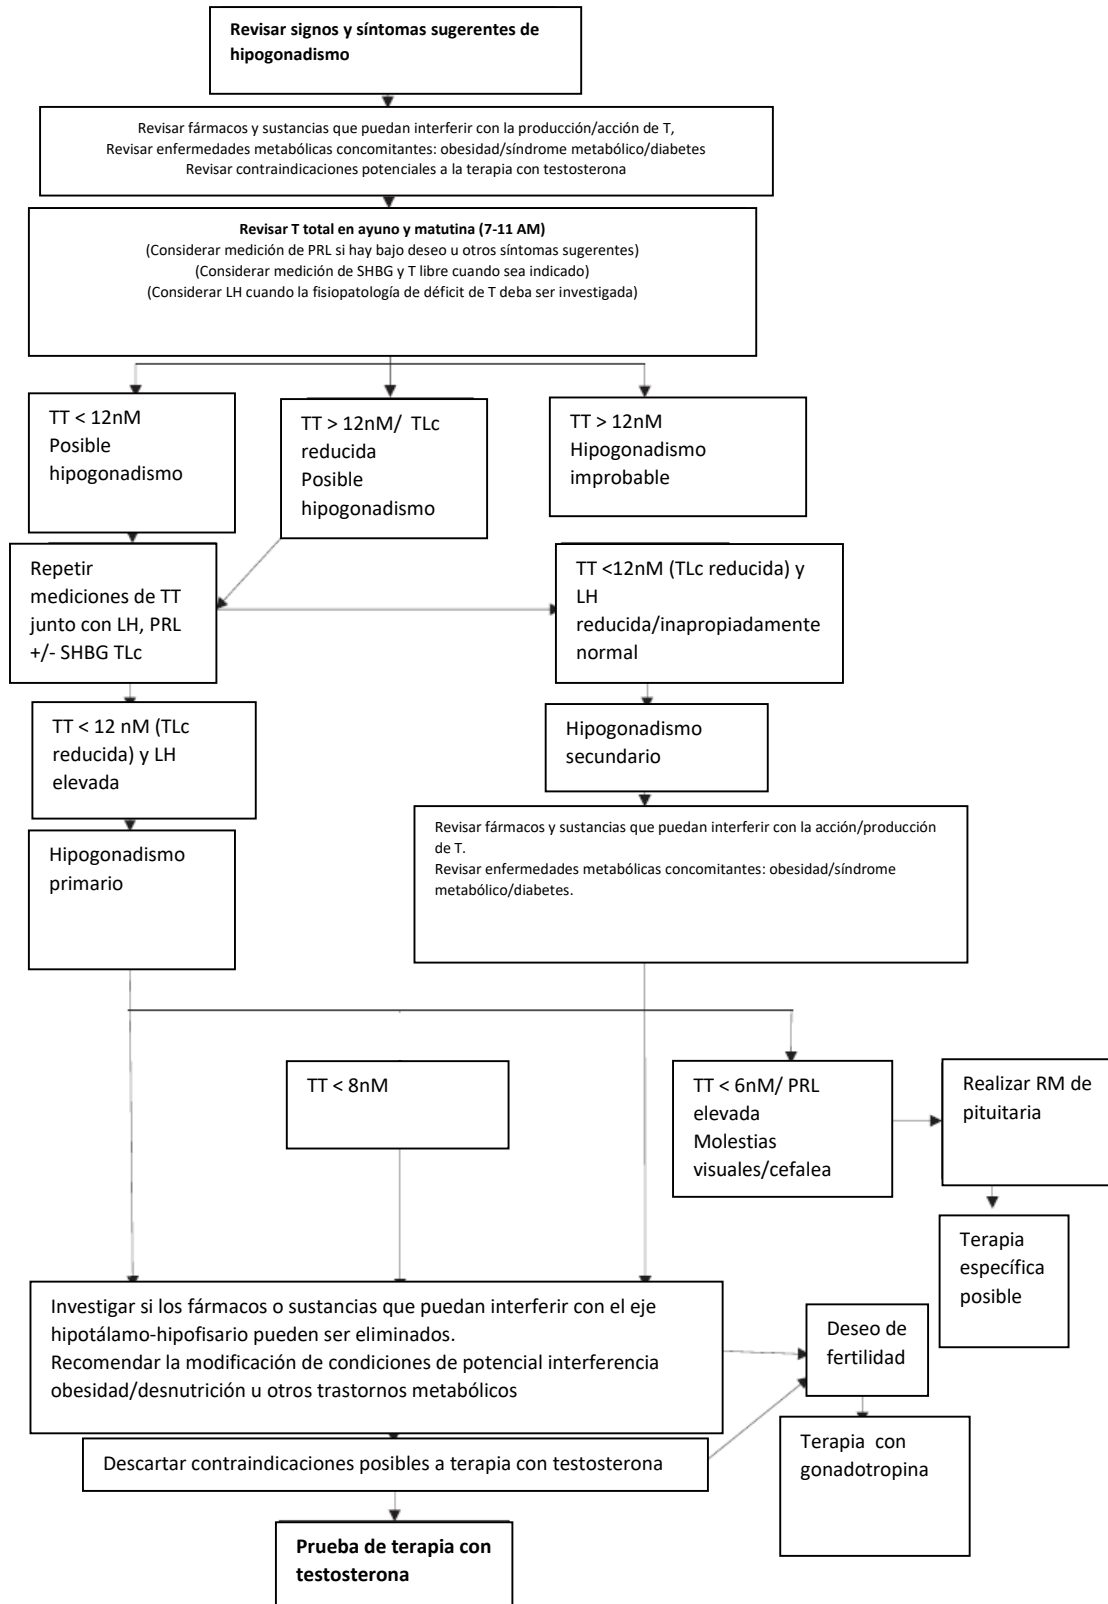 Revisar signos y síntomas sugerentes de
hipogonadismo
Revisar fármacos y sustancias que puedan interferir con la producción/acción de T,
Revisar enfermedades metabólicas concomitantes: obesidad/síndrome metabólico/diabetes
Revisar contraindicaciones potenciales a la terapia con testosterona
Revisar T total en ayuno y matutina (7-11 AM)
(Considerar medición de PRL si hay bajo deseo u otros síntomas sugerentes)
(Considerar medición de SHBG y T libre cuando sea indicado)
(Considerar LH cuando la fisiopatología de déficit de T deba ser investigada)
TT < 12nM
Posible
hipogonadismo
TT > 12nM/ TLc
reducida
Posible
hipogonadismo
TT > 12nM
Hipogonadismo
improbable
Repetir
mediciones de TT
junto con LH, PRL
+/- SHBG TLc
TT <12nM (TLc reducida) y
LH
reducida/inapropiadamente
normal
TT < 12 nM (TLc
reducida) y LH
elevada
Hipogonadismo
secundario
Hipogonadismo
primario
Revisar fármacos y sustancias que puedan interferir con la acción/producción
de T.
Revisar enfermedades metabólicas concomitantes: obesidad/síndrome
metabólico/diabetes.
TT < 8nM
TT < 6nM/ PRL
elevada
Molestias
visuales/cefalea
Realizar RM de
pituitaria
Terapia
específica
posible
Investigar si los fármacos o sustancias que puedan interferir con el eje
hipotálamo-hipofisario pueden ser eliminados.
Recomendar la modificación de condiciones de potencial interferencia
obesidad/desnutrición u otros trastornos metabólicos
Deseo de
fertilidad
Descartar contraindicaciones posibles a terapia con testosterona
Terapia con
gonadotropina
Prueba de terapia con
testosterona